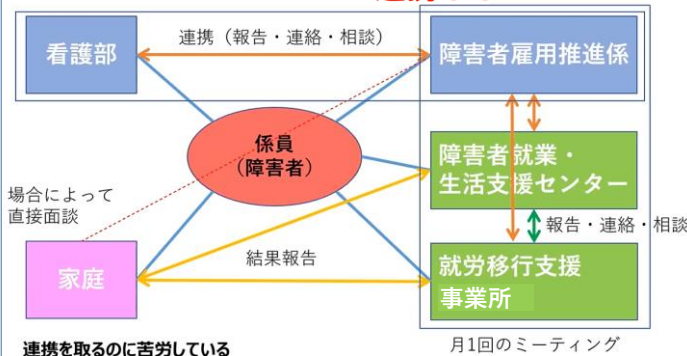 看護部
連携（報告・連絡・相談）
障害者雇用推進係
係員
（障害者）
障害者就業・
生活支援センター
場合によって
直接面談
報告・連絡・相談
家庭
結果報告
就労移行支援
事業所
連携を取るのに苦労している
月1回のミーティング